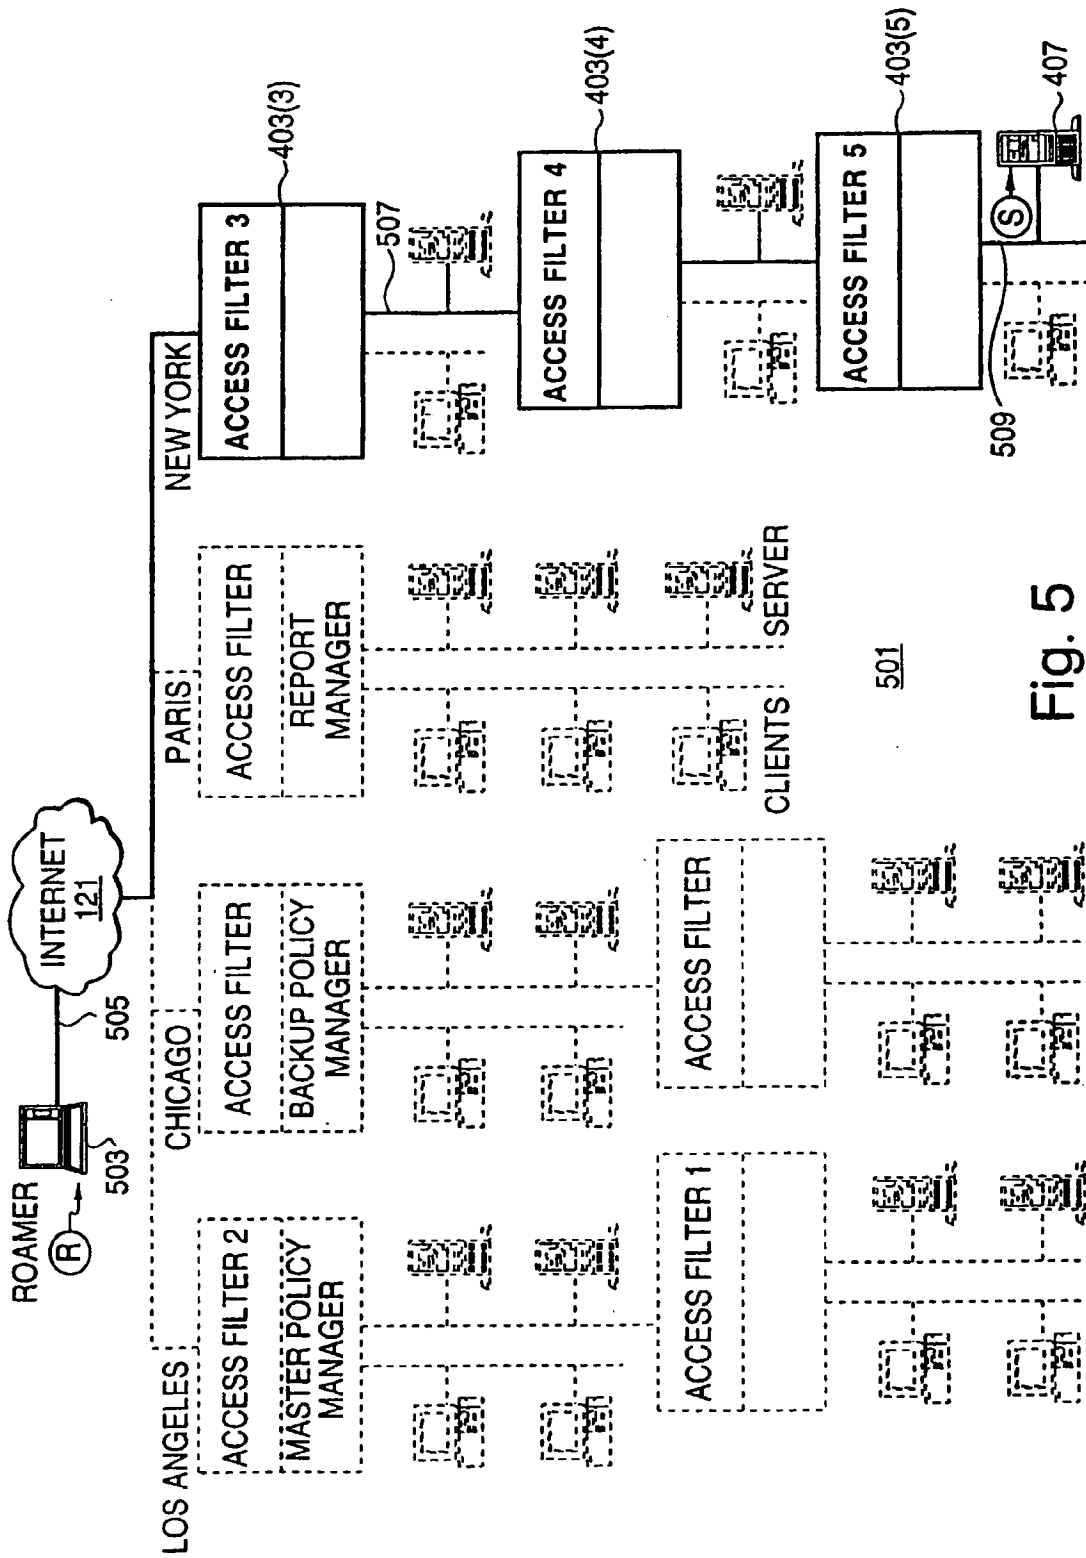 ROAMER
R
503
505
INTERNET
121
LOS ANGELES
CHICAGO
PARIS
NEW YORK
ACCESS FILTER 2
MASTER POLICY
MANAGER
ACCESS FILTER
BACKUP POLICY
MANAGER
ACCESS FILTER
REPORT
MANAGER
ACCESS FILTER 3
403(3)
507
ACCESS FILTER 4
403(4)
ACCESS FILTER 1
ACCESS FILTER
CLIENTS
SERVER
ACCESS FILTER 5
403(5)
509
S
407
501
Fig. 5